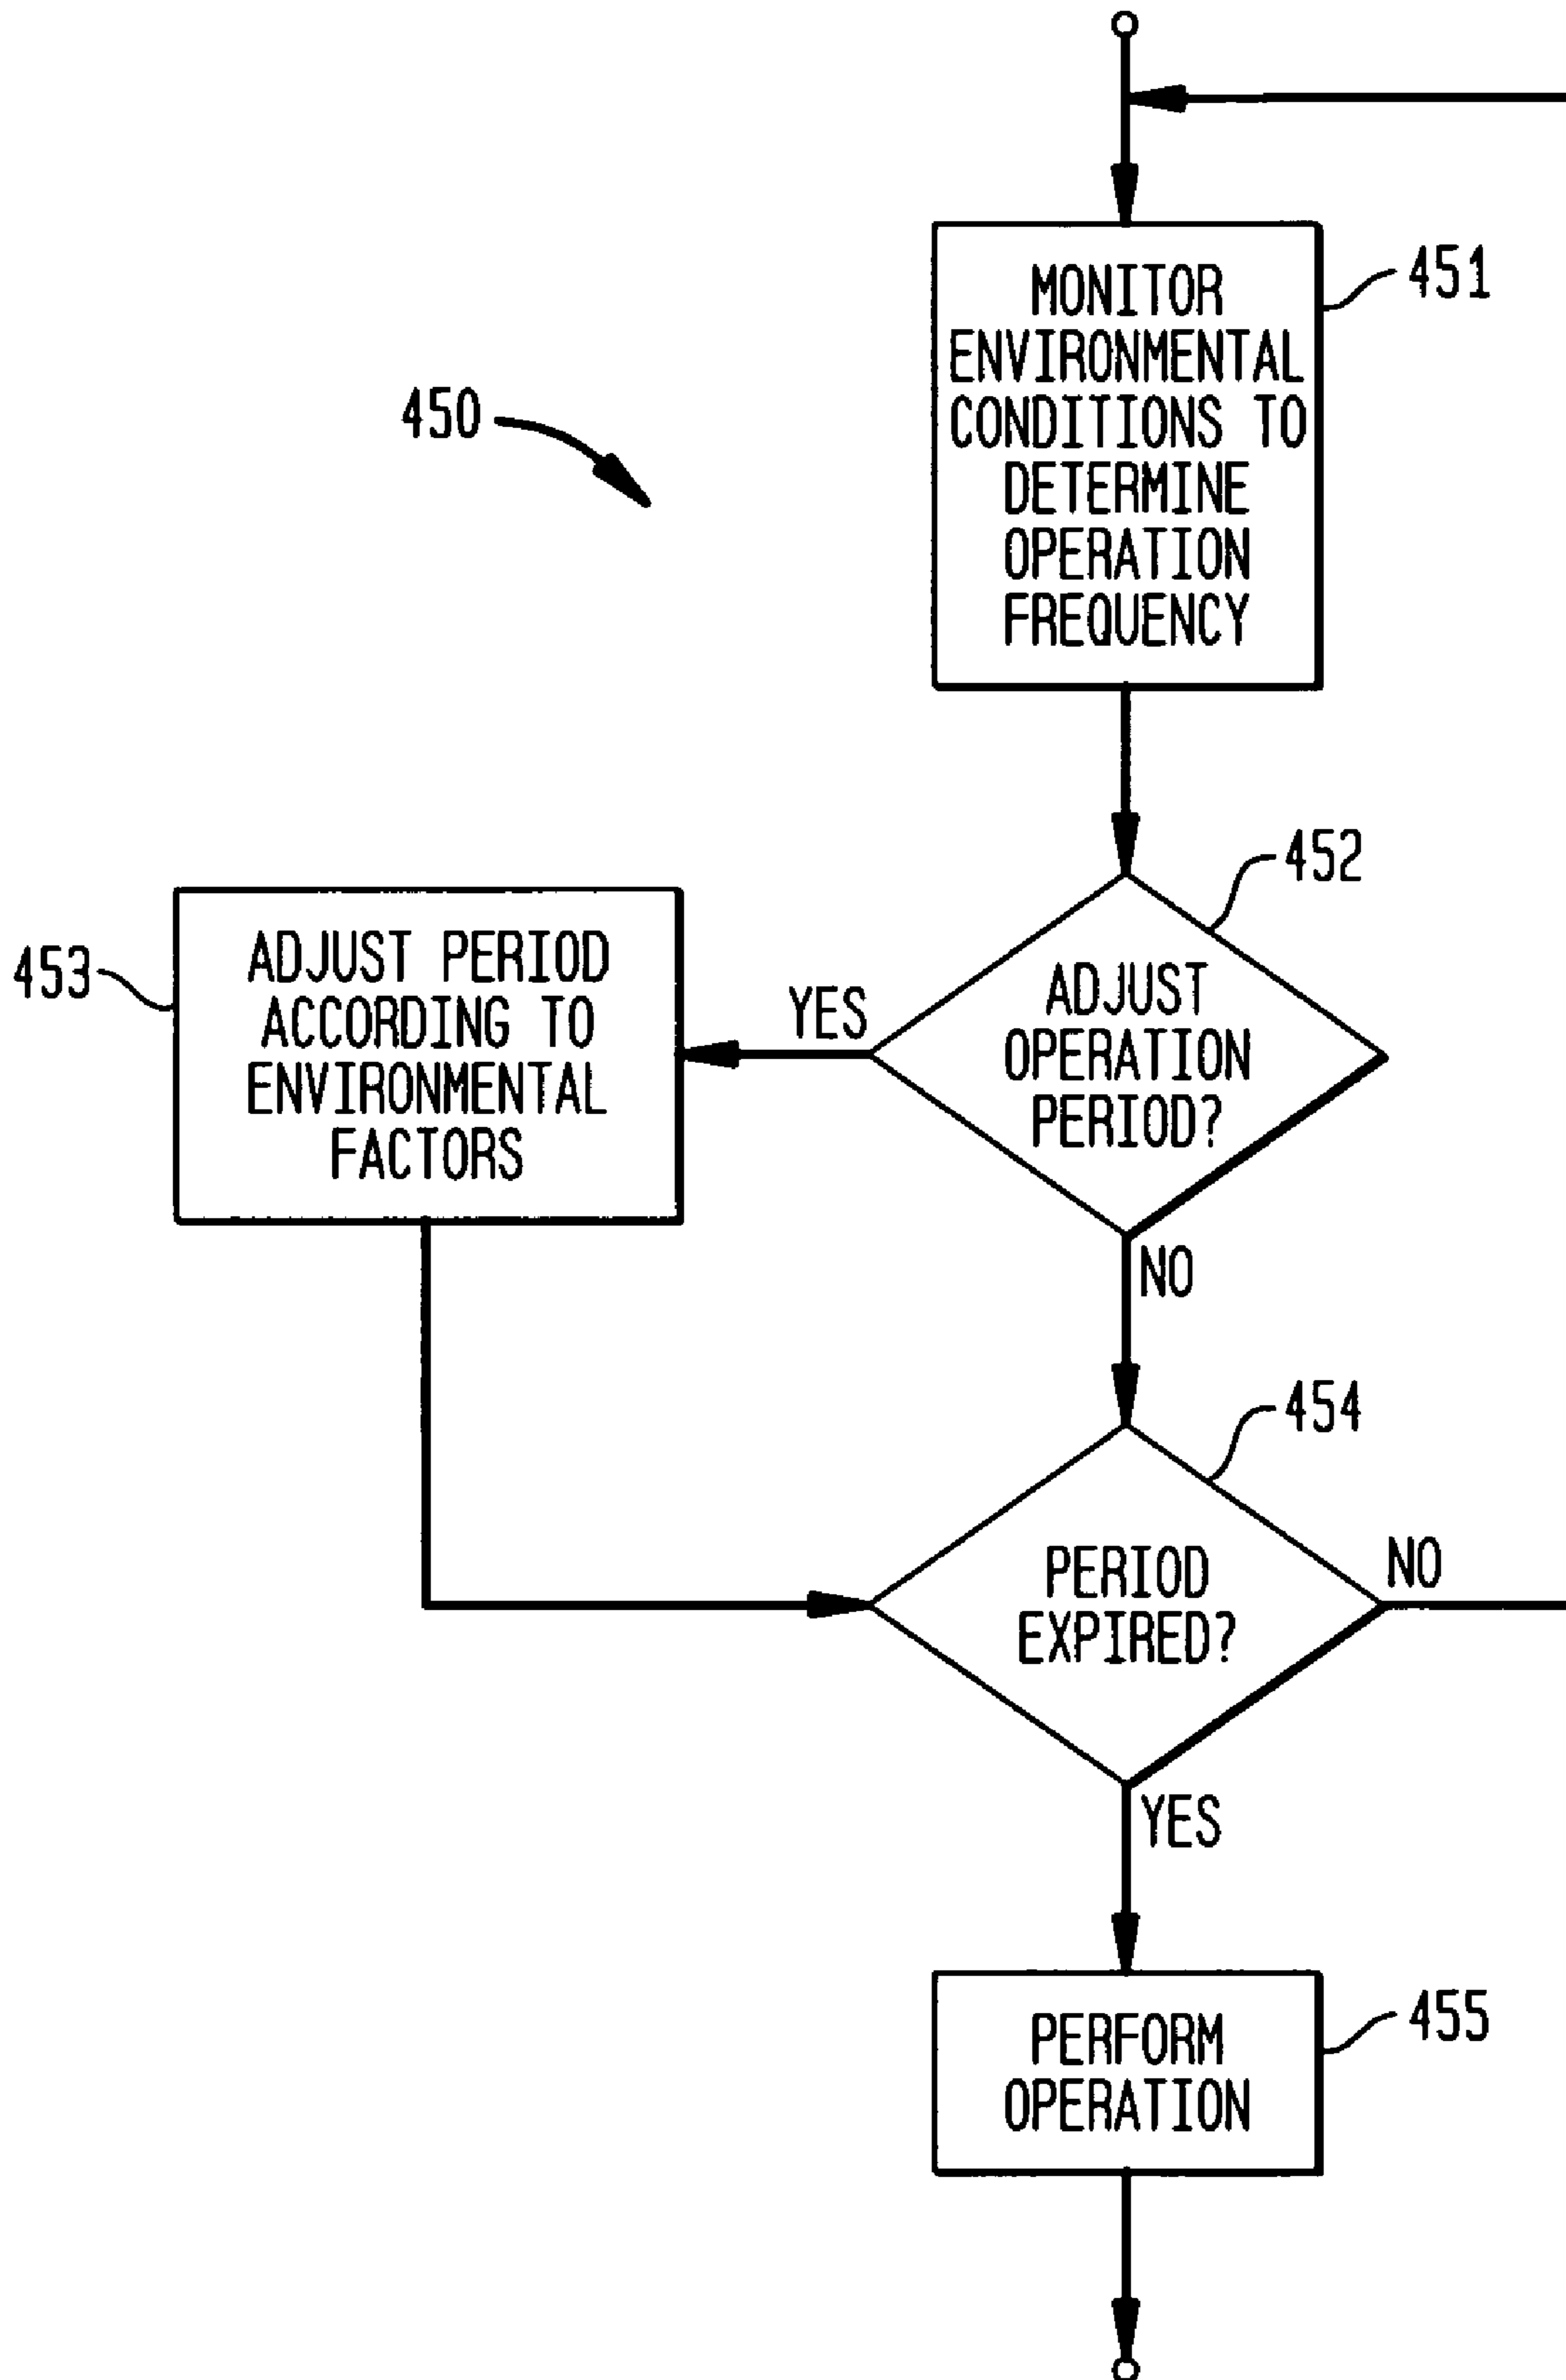 451
MONITOR
ENVIRONMENTAL
CONDITIONS TO
DETERMINE
OPERATION
FREQUENCY
450
452
ADJUST
OPERATION
PERIOD?
YES
453
ADJUST PERIOD
ACCORDING TO
ENVIRONMENTAL
FACTORS
NO
454
PERIOD
EXPIRED?
NO
YES
455
PERFORM
OPERATION